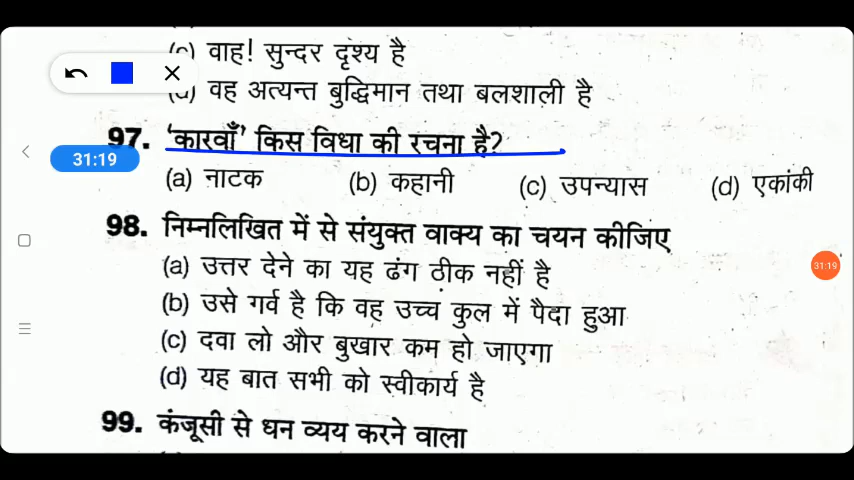 (c) वाह! सुन्दर दृश्य है
(d) वह अत्यन्त बुद्धिमान तथा बलशाली है
97. 'कारवाँ' किस विधा की रचना है?
31:19
(a) नाटक (b) कहानी (c) उपन्यास (d) एकांकी
98. निम्नलिखित में से संयुक्त वाक्य का चयन कीजिए
31:19
(a) उत्तर देने का यह ढंग ठीक नहीं है
(b) उसे गर्व है कि वह उच्च कुल में पैदा हुआ
(c) दवा लो और बुखार कम हो जाएगा
(d) यह बात सभी को स्वीकार्य है
99. कंजूसी से धन व्यय करने वाला